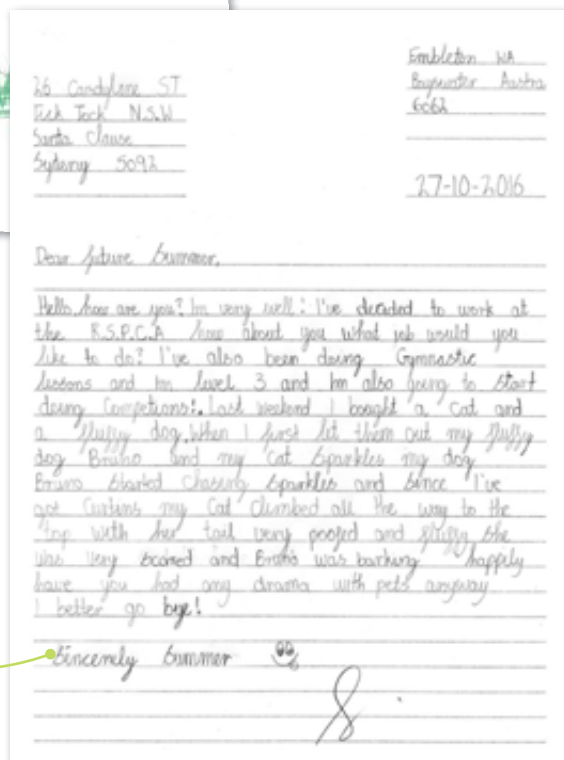 26 Candylane ST
Tick Tock N.S.W
Santa Clause
Sydeny 5092
Embleton WA
Baywater Austra
6062
27-10-2016
Dear future Summer,
Hello, how are you? Im very well! I've decided to work at
the R.S.P.C.A how about you what job would you
like to do? I've also been doing Gymnastic
lessons and Im level 3 and Im also going to start
doing Competions!. Last weekend I bought a Cat and
a fluffy dog. When I first let them out my fluffy
dog Bruno and my Cat Sparkles my dog
Bruno Started Chasing Sparkles and Since I've
got Curtins my Cat Climbed all the way to the
top with her tail very poofed and fluffy She
was very Scared and Bruno was barking happily
have you had any drama with pets anyway
I better go bye!
Sincerely Summer
S